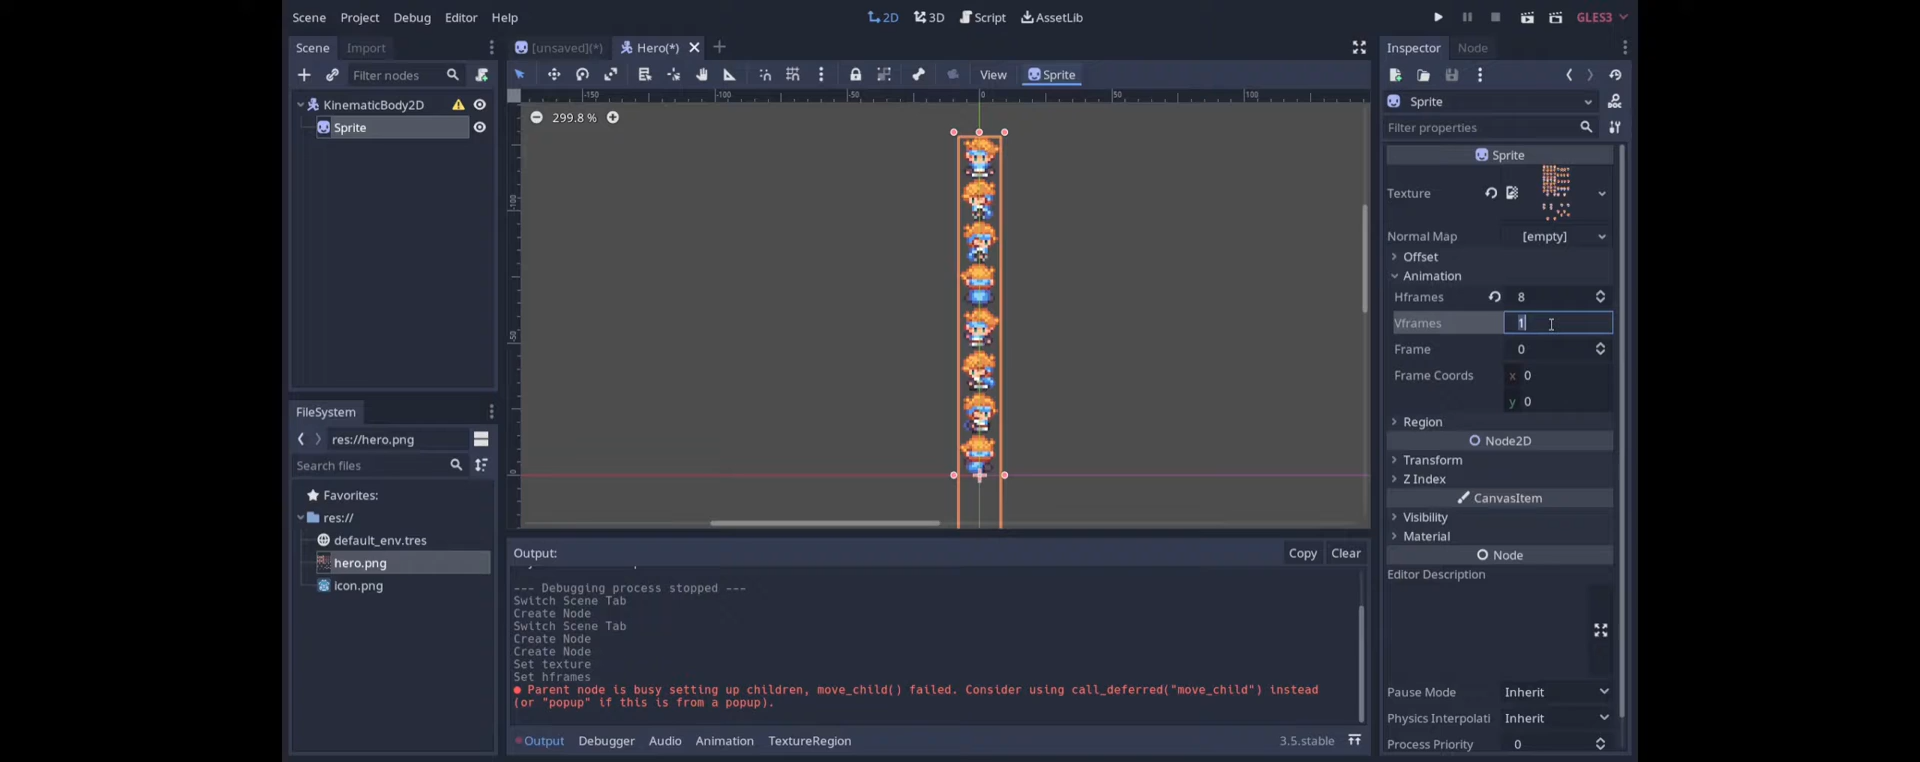 Scene Project Debug Editor Help
2D 3D Script AssetLib
GLES3
Scene Import
[unsaved](*) Hero(*)
Inspector Node
Filter nodes
View Sprite
KinematicBody2D
Sprite
-150 -100 -50 0 50 100
299.8 %
-100
-50
0
Sprite
Filter properties
Sprite
Texture
Normal Map [empty]
Offset
Animation
Hframes 8
Vframes 1
Frame 0
Frame Coords x 0
y 0
Region
Node2D
Transform
Z Index
CanvasItem
Visibility
Material
Node
Editor Description
Pause Mode Inherit
Physics Interpolati Inherit
Process Priority 0
FileSystem
res://hero.png
Search files
Favorites:
res://
default_env.tres
hero.png
icon.png
Output: Copy Clear
--- Debugging process stopped ---
Switch Scene Tab
Create Node
Switch Scene Tab
Create Node
Create Node
Set texture
Set hframes
Parent node is busy setting up children, move_child() failed. Consider using call_deferred("move_child") instead
(or "popup" if this is from a popup).
Output Debugger Audio Animation TextureRegion 3.5.stable